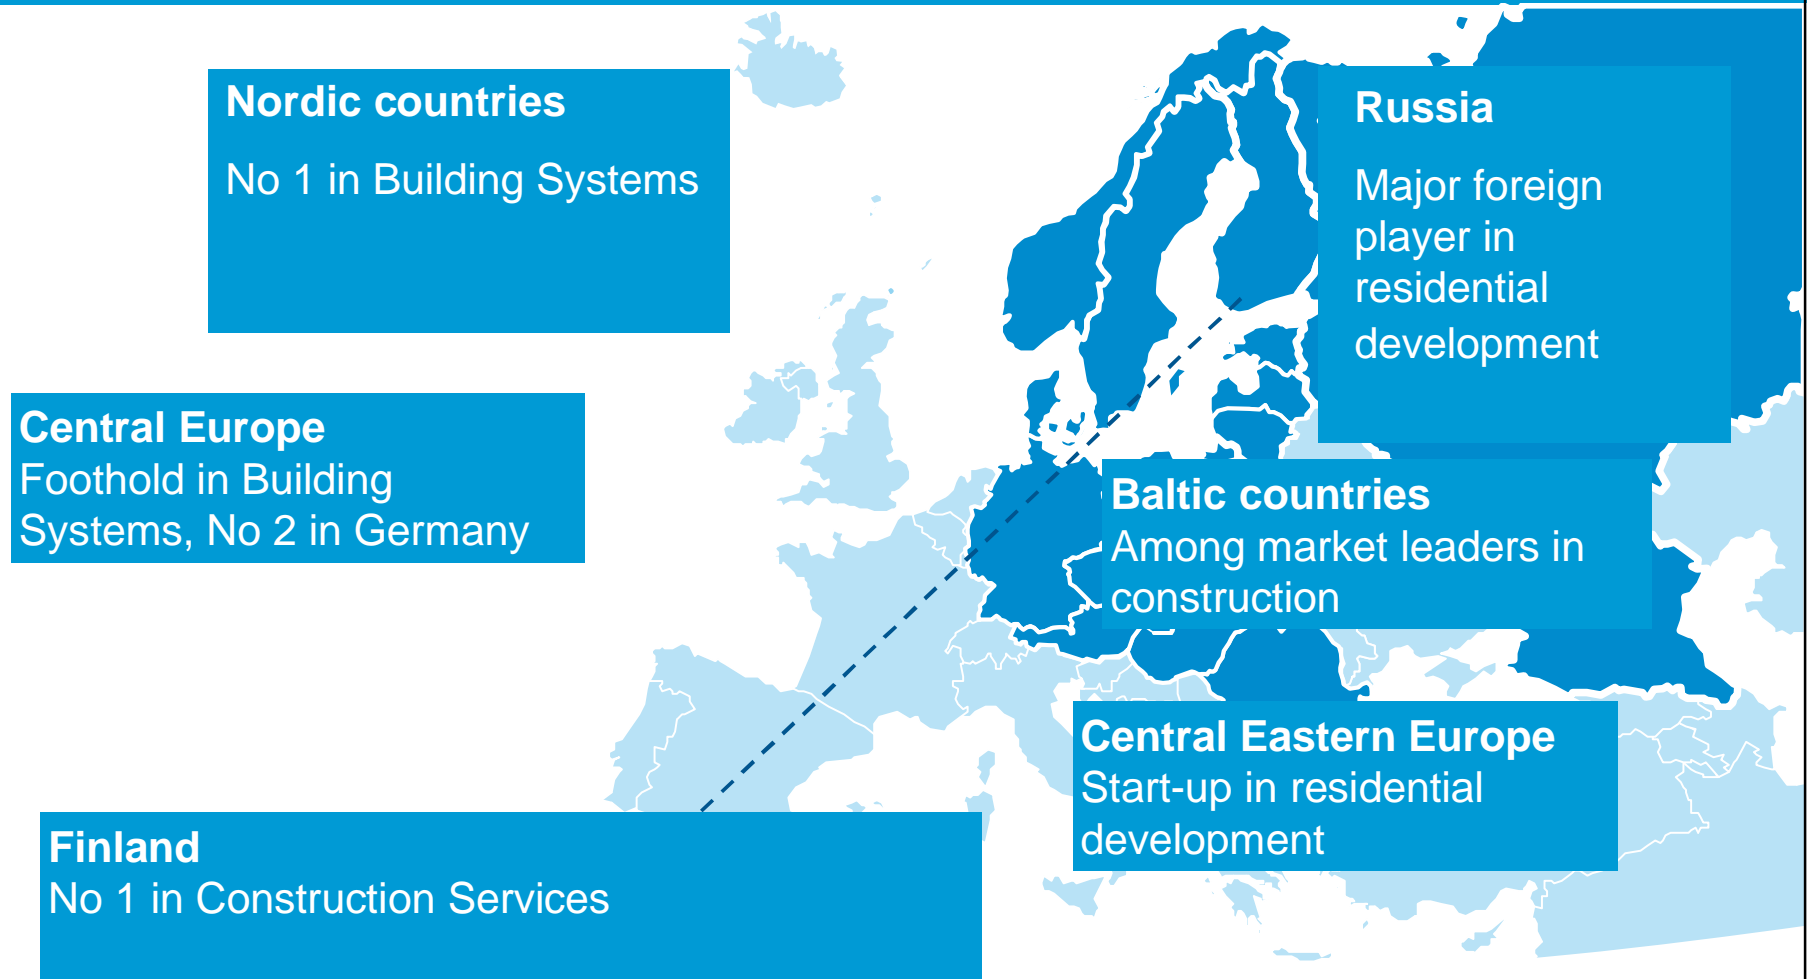 Nordic countries
No 1 in Building Systems
Russia
Major foreign
player in
residential
development
Central Europe
Foothold in Building
Systems, No 2 in Germany
Baltic countries
Among market leaders in
construction
Central Eastern Europe
Start-up in residential
development
Finland
No 1 in Construction Services